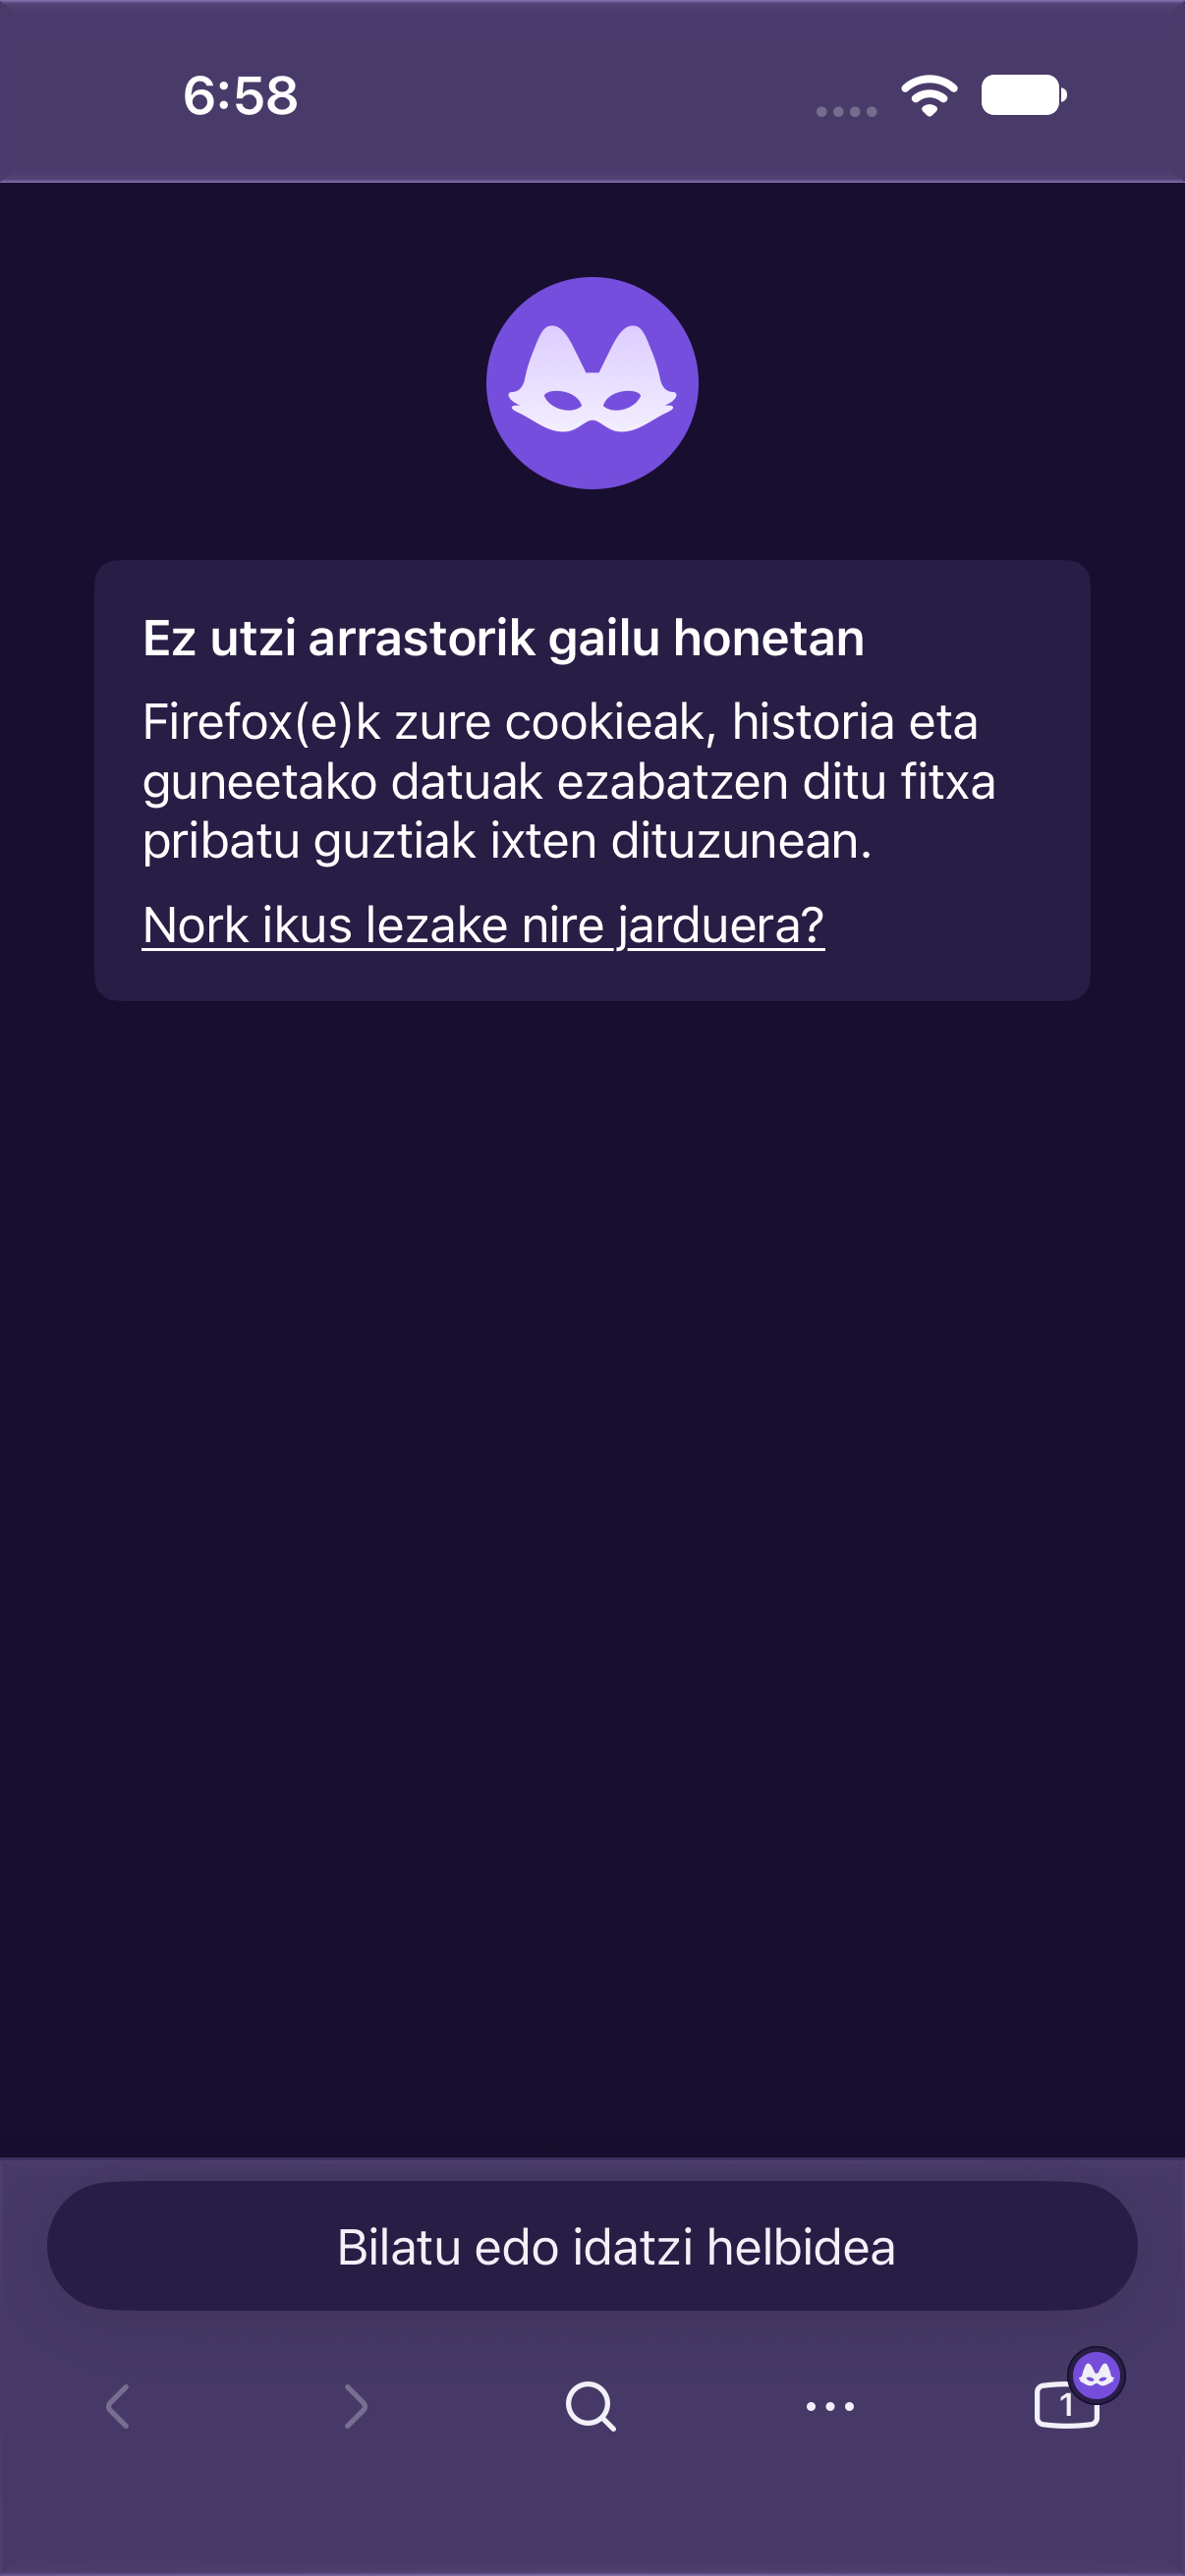 6:58
Ez utzi arrastorik gailu honetan
Firefox(e)k zure cookieak, historia eta
guneetako datuak ezabatzen ditu fitxa
pribatu guztiak ixten dituzunean.
Nork ikus lezake nire jarduera?
Bilatu edo idatzi helbidea
1